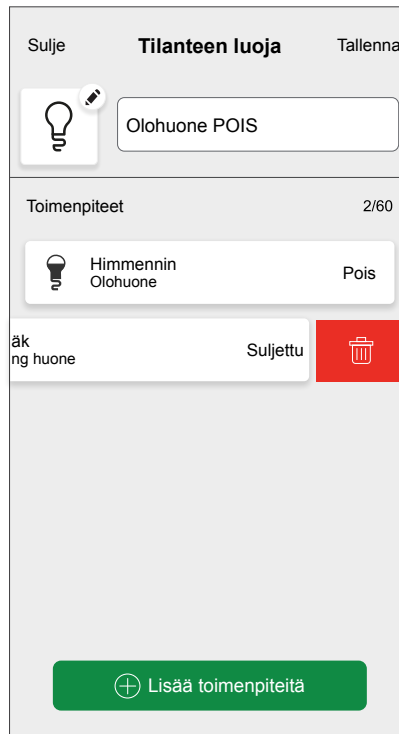 Sulje Tilanteen luoja Tallenna
Olohuone POIS
Toimenpiteet 2/60
Himmennin
Olohuone
Pois
äk
ng huone
Suljettu
Lisää toimenpiteitä